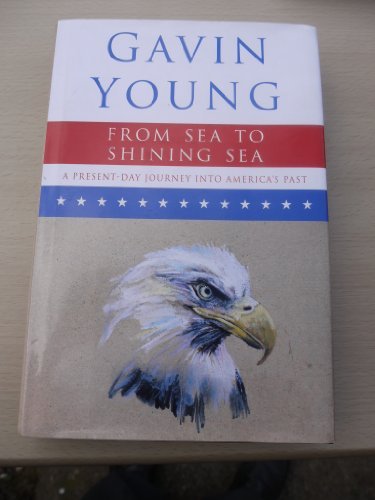 GAVIN
YOUNG
FROM SEA TO
SHINING SEA
A PRESENT-DAY JOURNEY INTO AMERICA'S PAST